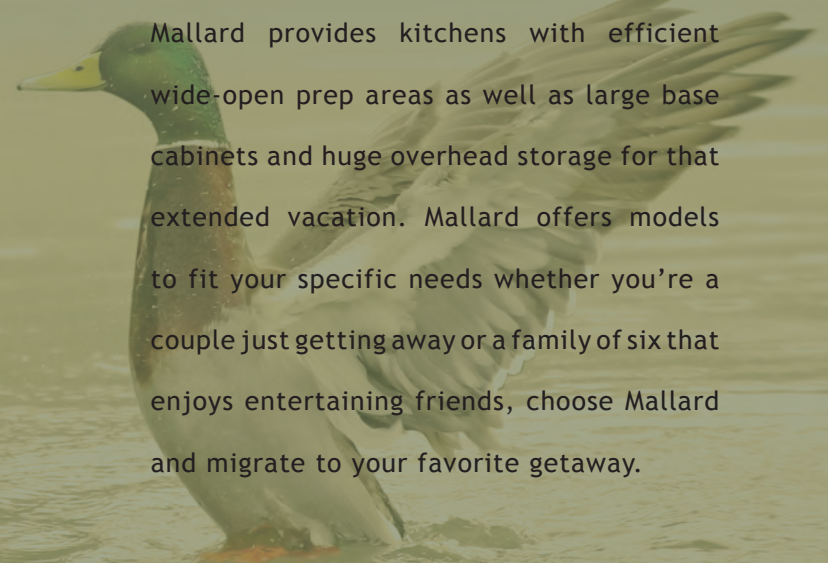 Mallard provides kitchens with efficient
wide-open prep areas as well as large base
cabinets and huge overhead storage for that
extended vacation. Mallard offers models
to fit your specific needs whether you’re a
couple just getting away or a family of six that
enjoys entertaining friends, choose Mallard
and migrate to your favorite getaway.